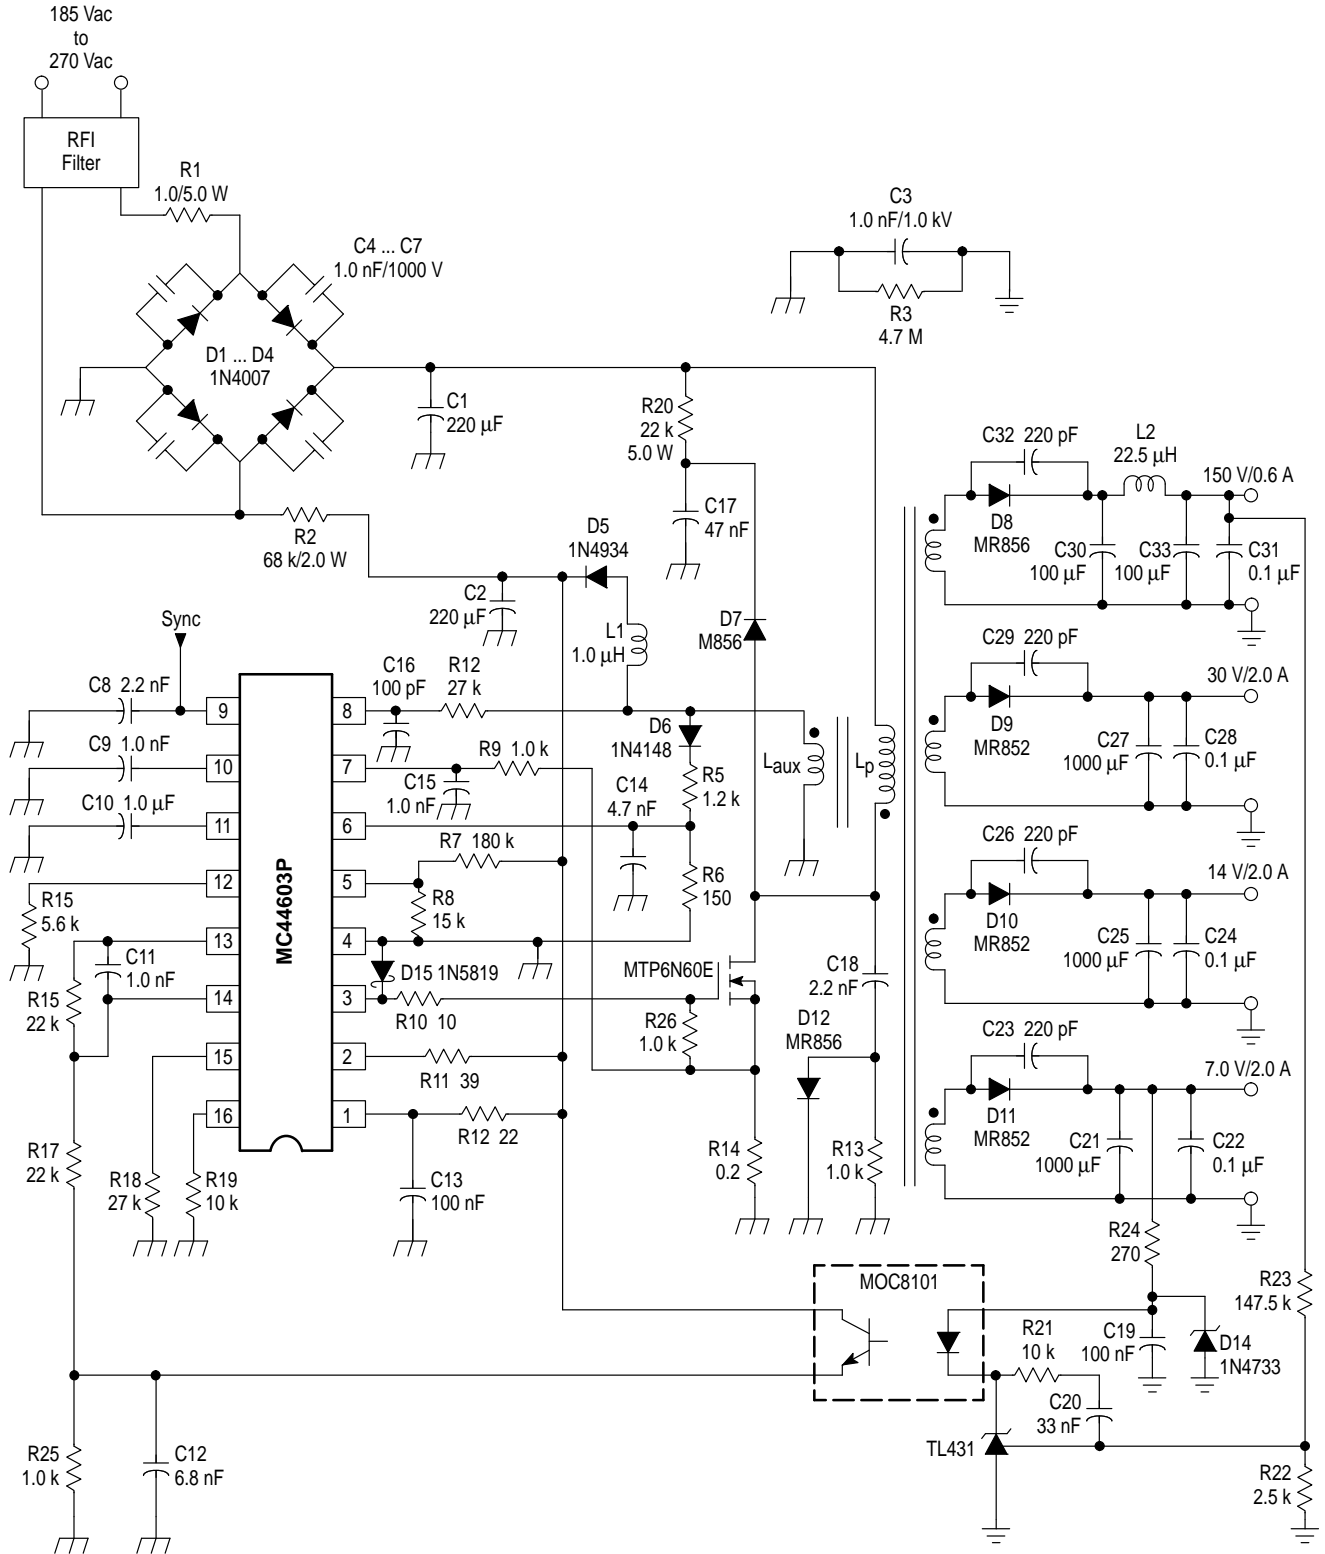 185 Vac
to
270 Vac
RFI
Filter
R1
1.0/5.0 W
C4 ... C7
1.0 nF/1000 V
C3
1.0 nF/1.0 kV
R3
4.7 M
D1 ... D4
1N4007
C1
220 µF
R20
22 k
5.0 W
C17
47 nF
R2
68 k/2.0 W
D5
1N4934
C2
220 µF
L1
1.0 µH
D7
M856
C32 220 pF
L2
22.5 µH
150 V/0.6 A
D8
MR856
C30
100 µF
C33
100 µF
C31
0.1 µF
Sync
C8 2.2 nF
C9 1.0 nF
C10 1.0 µF
C16
100 pF
R12
27 k
D6
1N4148
R9 1.0 k
C15
1.0 nF
C14
4.7 nF
R5
1.2 k
Laux
Lp
C29 220 pF
30 V/2.0 A
D9
MR852
C27
1000 µF
C28
0.1 µF
9
10
11
12
13
14
15
16
8
7
6
5
4
3
2
1
MC44603P
R7 180 k
R8
15 k
R6
150
R15
5.6 k
C11
1.0 nF
R15
22 k
D15 1N5819
R10 10
MTP6N60E
R26
1.0 k
C18
2.2 nF
D12
MR856
C26 220 pF
14 V/2.0 A
D10
MR852
C25
1000 µF
C24
0.1 µF
R11 39
R12 22
C13
100 nF
R17
22 k
R18
27 k
R19
10 k
R14
0.2
R13
1.0 k
C23 220 pF
7.0 V/2.0 A
D11
MR852
C21
1000 µF
C22
0.1 µF
R24
270
MOC8101
R21
10 k
C19
100 nF
D14
1N4733
R23
147.5 k
C20
33 nF
TL431
R22
2.5 k
R25
1.0 k
C12
6.8 nF